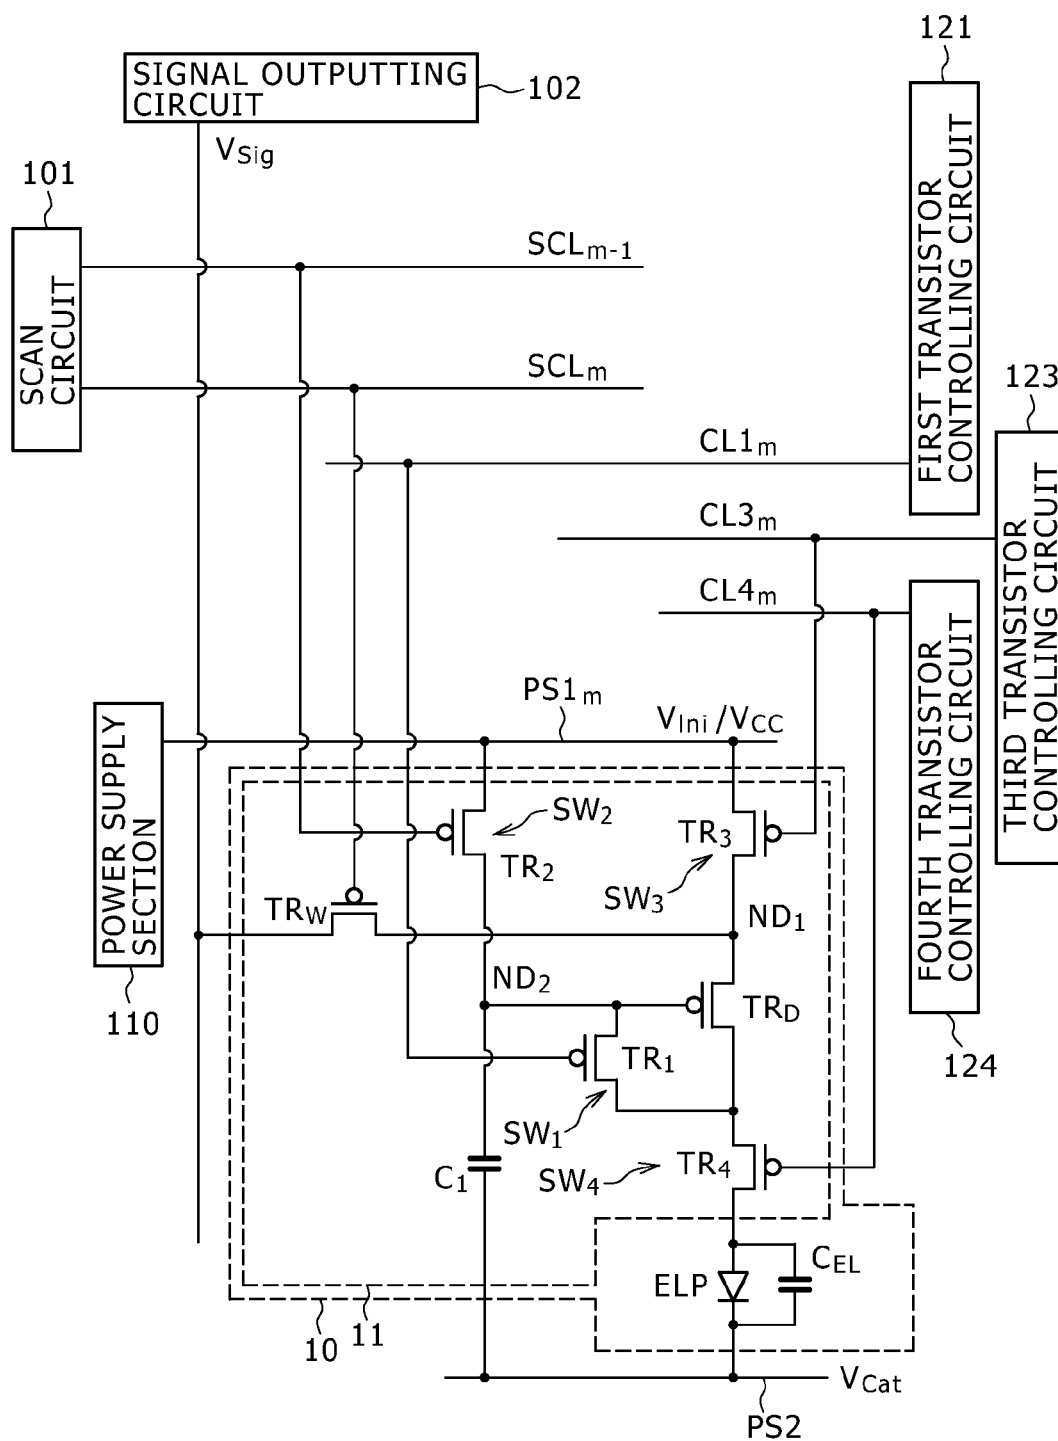 121
SIGNAL OUTPUTTING
CIRCUIT
102
VSig
101
SCAN
CIRCUIT
SCLm-1
SCLm
FIRST TRANSISTOR
CONTROLLING CIRCUIT
123
CL1m
CL3m
CL4m
THIRD TRANSISTOR
CONTROLLING CIRCUIT
FOURTH TRANSISTOR
CONTROLLING CIRCUIT
124
PS1m
VIni /VCC
POWER SUPPLY
SECTION
110
SW2
TR2
TR3
SW3
TRW
ND1
ND2
TRD
TR1
SW1
C1
SW4
TR4
CEL
ELP
11
10
VCat
PS2